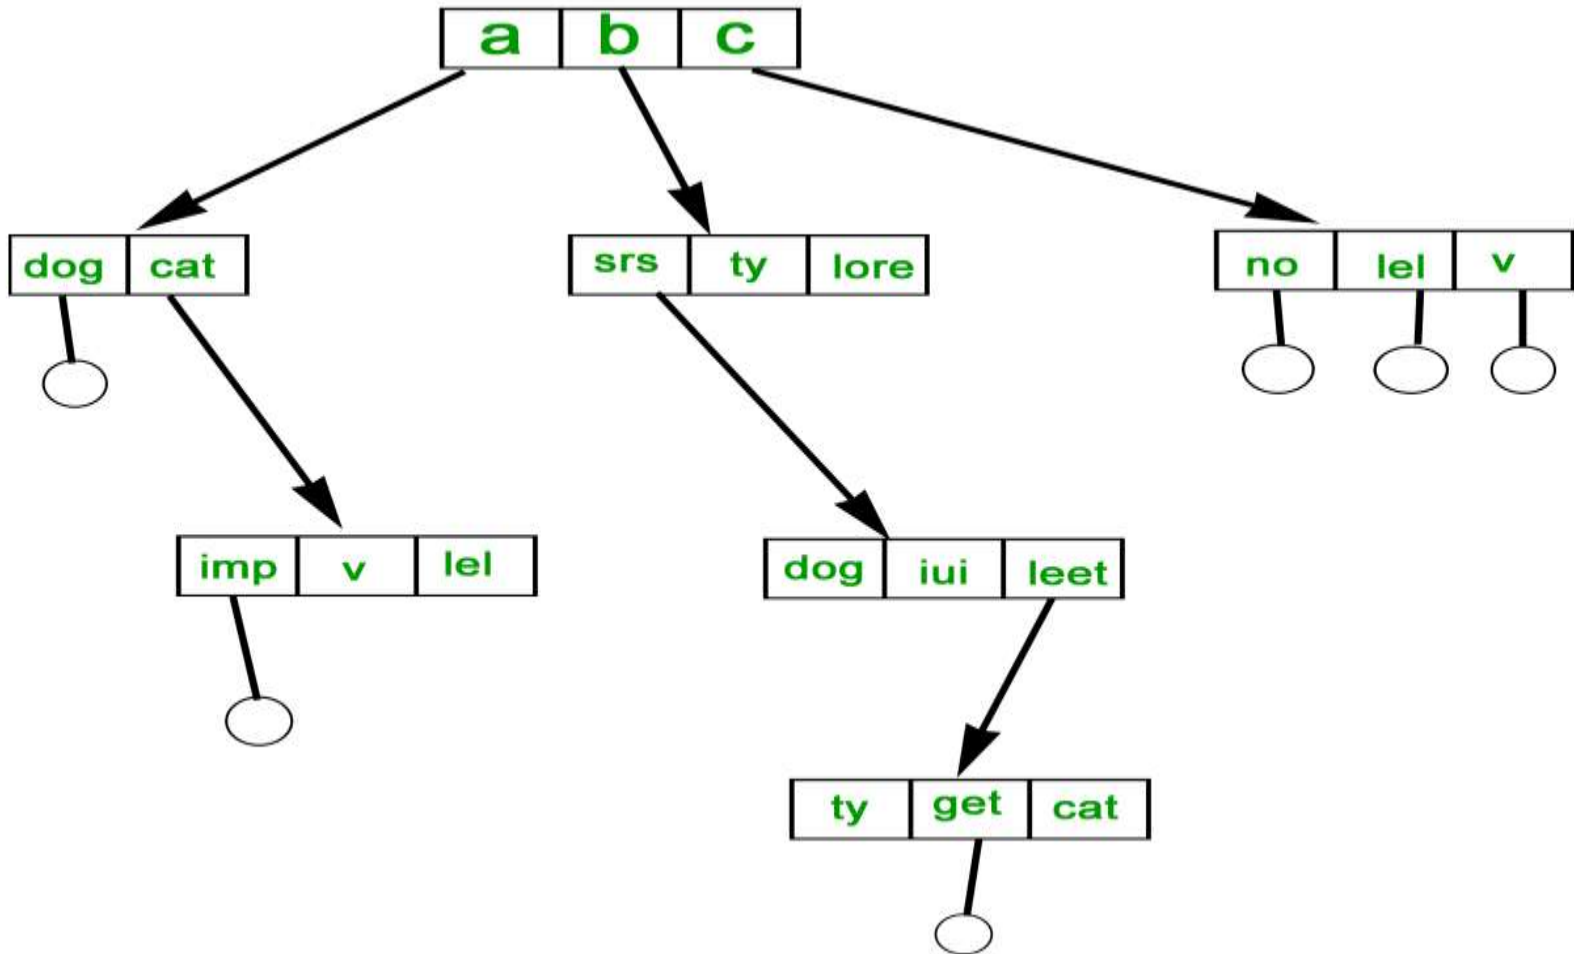 a b c
dog cat
srs ty lore
no lel v
imp v lel
dog iui leet
ty get cat